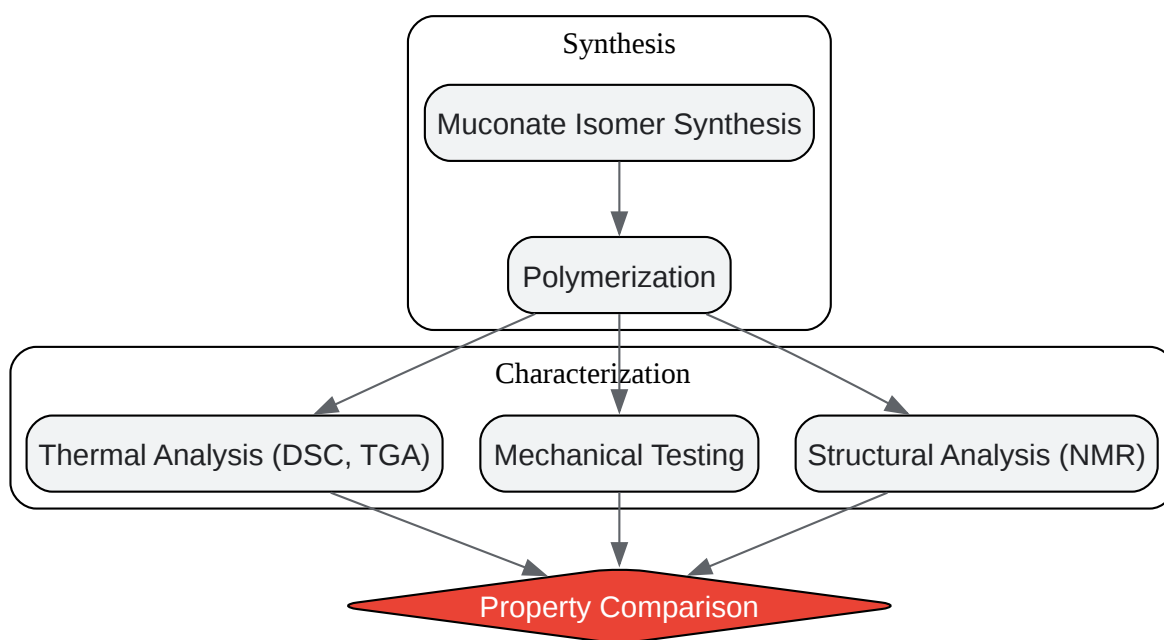 Synthesis
Muconate Isomer Synthesis
Polymerization
Characterization
Thermal Analysis (DSC, TGA)
Mechanical Testing
Structural Analysis (NMR)
Property Comparison